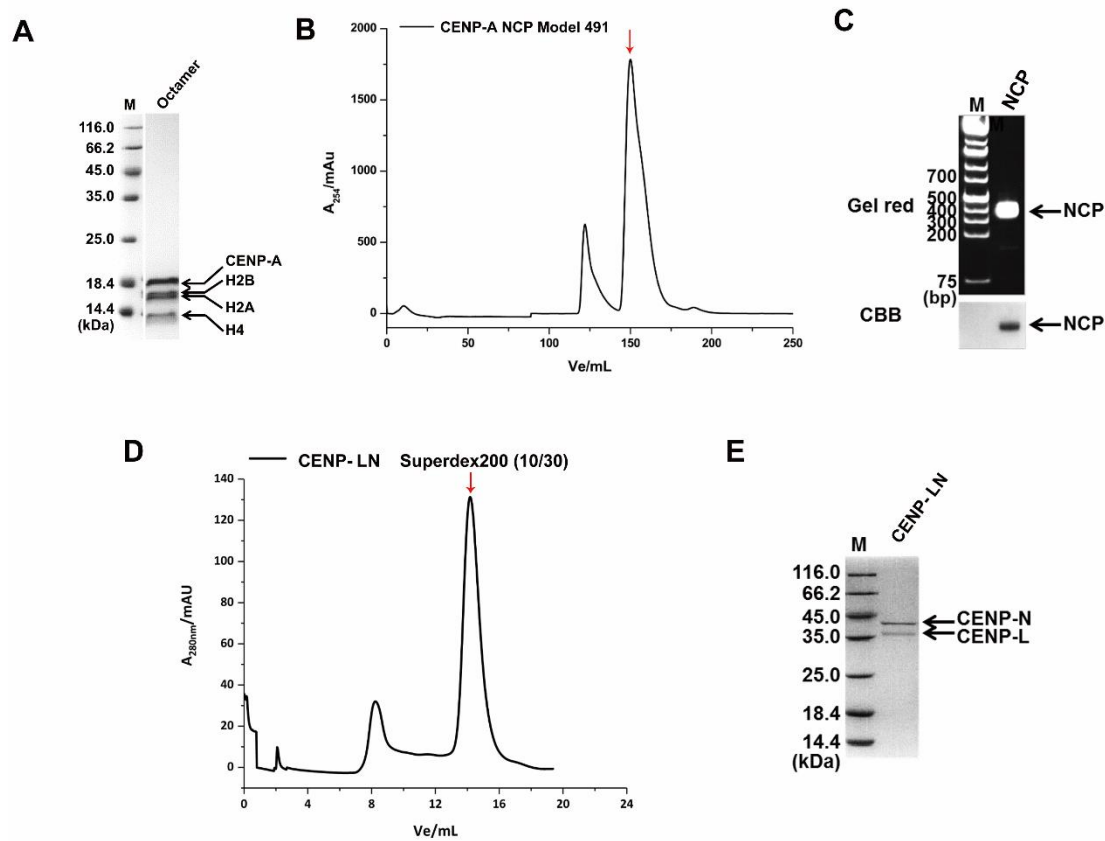 A
M
Octamer
116.0
66.2
45.0
35.0
25.0
18.4
14.4
(kDa)
CENP-A
H2B
H2A
H4
B
CENP-A NCP Model 491
2000
1750
1500
1250
1000
750
500
250
0
A254/mAu
0 50 100 150 200 250
Ve/mL
C
M
NCP
M
700
500
400
300
200
75
(bp)
Gel red
NCP
CBB
NCP
D
CENP- LN Superdex200 (10/30)
140
120
100
80
60
40
20
0
A280nm/mAU
0 4 8 12 16 20 24
Ve/mL
E
M
CENP- LN
116.0
66.2
45.0
35.0
25.0
18.4
14.4
(kDa)
CENP-N
CENP-L